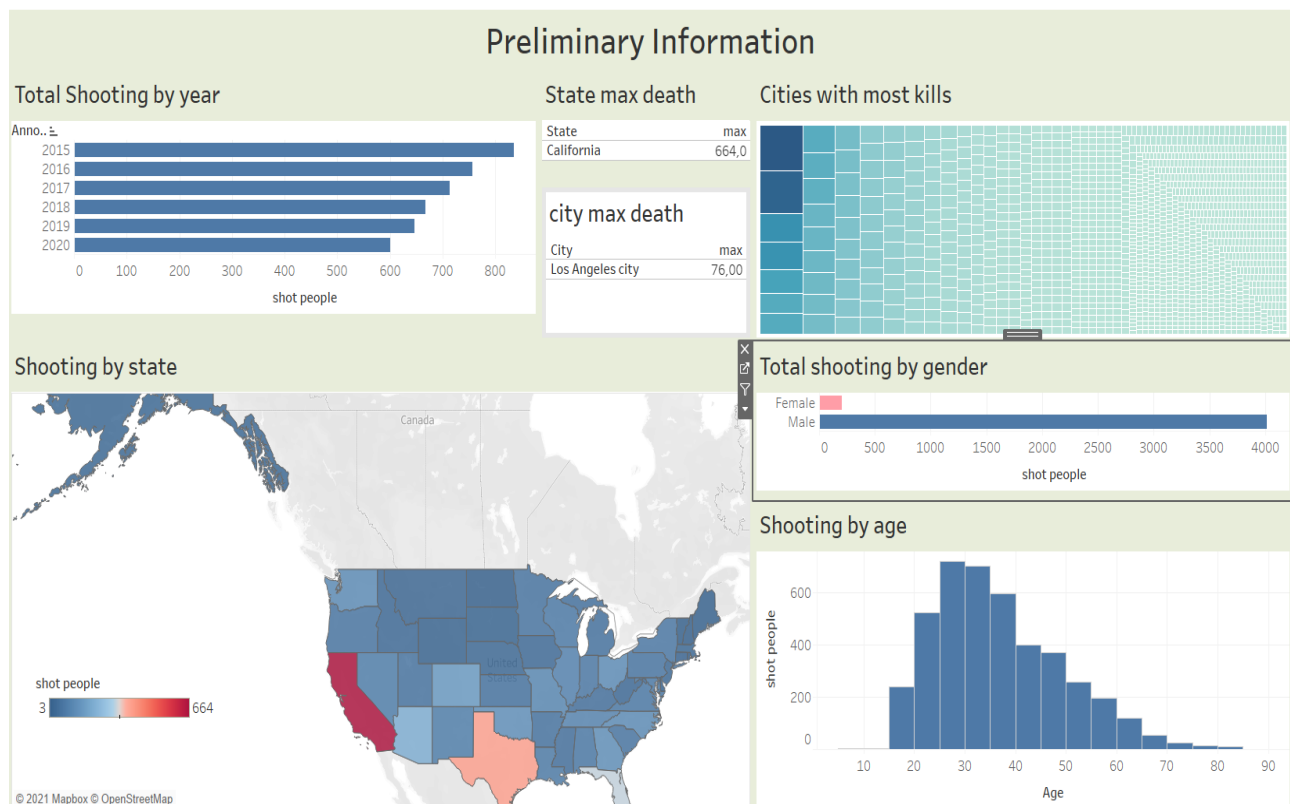 Preliminary Information
Total Shooting by year
Anno..
2015
2016
2017
2018
2019
2020
0 100 200 300 400 500 600 700 800
shot people
State max death
State max
California 664,0
city max death
City max
Los Angeles city 76,00
Cities with most kills
Shooting by state
Canada
United
States
shot people
3 664
© 2021 Mapbox © OpenStreetMap
Total shooting by gender
Female
Male
0 500 1000 1500 2000 2500 3000 3500 4000
shot people
Shooting by age
shot people
600
400
200
0
10 20 30 40 50 60 70 80 90
Age